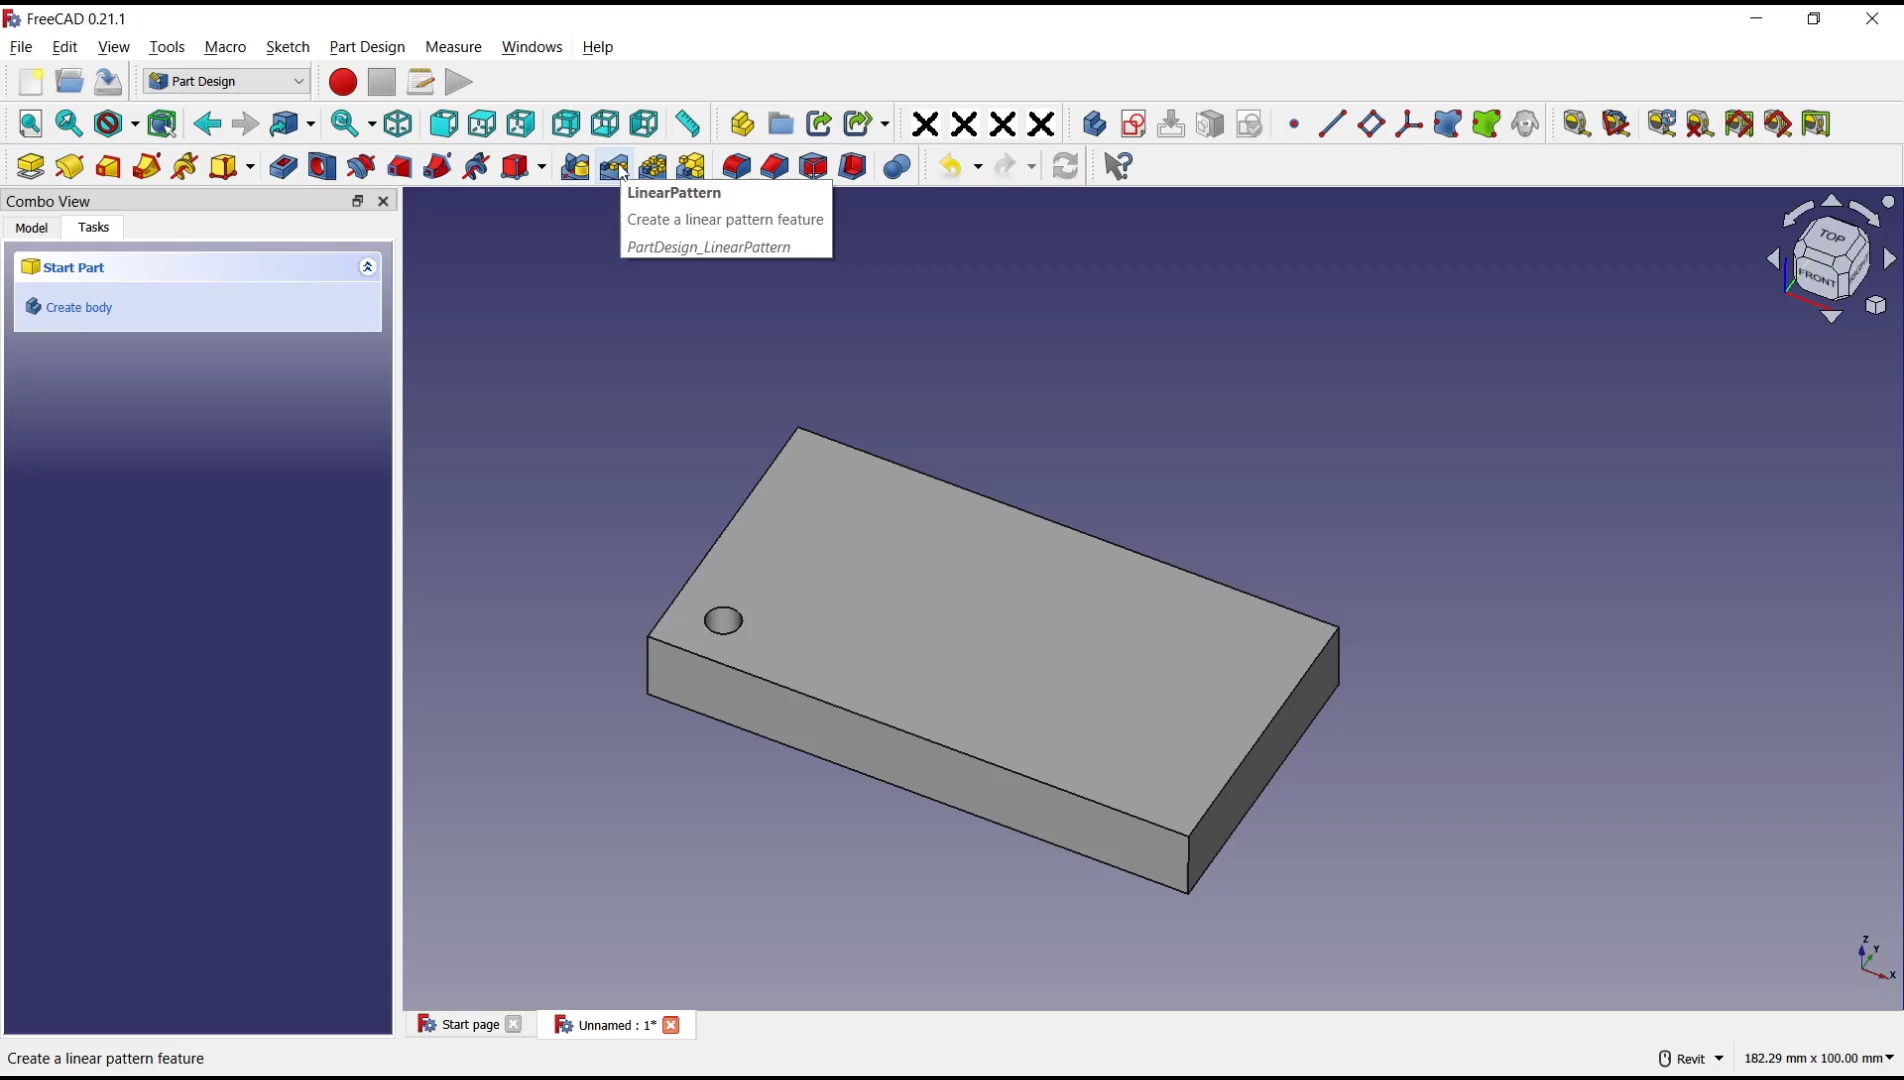 FreeCAD 0.21.1
File Edit View Tools Macro Sketch Part Design Measure Windows Help
Part Design
LinearPattern
Create a linear pattern feature
PartDesign_LinearPattern
Combo View
Model Tasks
Start Part
Create body
TOP
FRONT
RIGHT
Z
Y
X
Start page
Unnamed : 1*
Create a linear pattern feature
Revit
182.29 mm x 100.00 mm